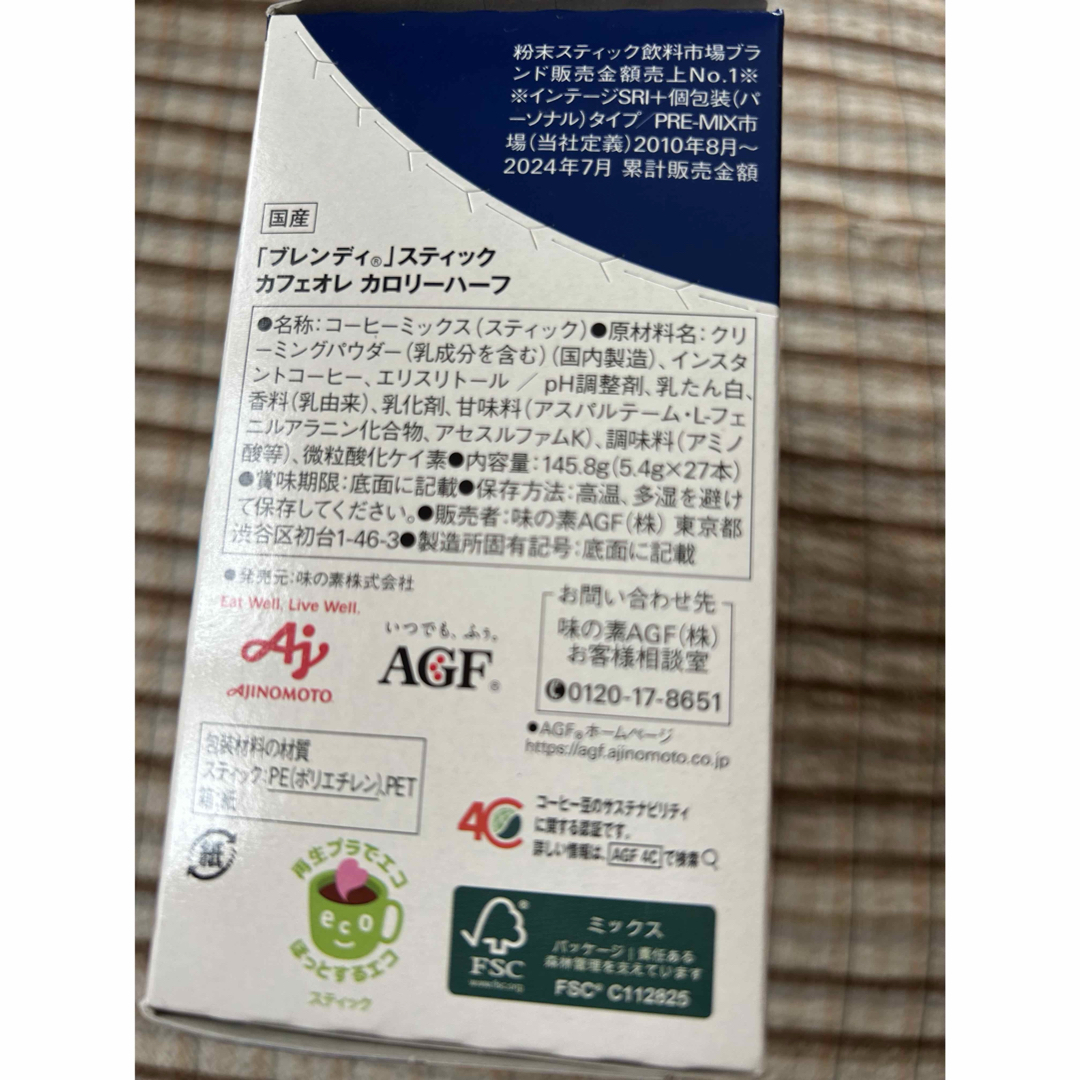 粉末スティック飲料市場ブラ
ンド販売金額売上No.1※
※インテージSRI+個包装(パ
ーソナル)タイプ/PRE-MIX市
場(当社定義)2010年8月〜
2024年7月 累計販売金額
国産
「ブレンディ®」スティック
カフェオレ カロリーハーフ
●名称:コーヒーミックス(スティック)●原材料名:クリ
ーミングパウダー(乳成分を含む)(国内製造)、インスタ
ントコーヒー、エリスリトール / pH調整剤、乳たん白、
香料(乳由来)、乳化剤、甘味料(アスパルテーム・L-フェ
ニルアラニン化合物、アセスルファムK)、調味料(アミノ
酸等)、微粒酸化ケイ素●内容量:145.8g(5.4g×27本)
●賞味期限:底面に記載●保存方法:高温、多湿を避け
て保存してください。●販売者:味の素AGF(株) 東京都
渋谷区初台1-46-3●製造所固有記号:底面に記載
●発売元:味の素株式会社
Eat Well, Live Well.
Aj
AJINOMOTO
いつでも、ふぅ。
AGF®
お問い合わせ先
味の素AGF(株)
お客様相談室
0120-17-8651
●AGF®ホームページ
https://agf.ajinomoto.co.jp
包装材料の材質
スティック:PE(ポリエチレン),PET
箱:紙
紙
4C
コーヒー豆のサステナビリティ
に関する認証です。
詳しい情報は、AGF 4Cで検索
再生プラでエコ
eco
ほっとするエコ
スティック
FSC
www.fsc.org
ミックス
パッケージ|責任ある
森林管理を支えています
FSC® C112625